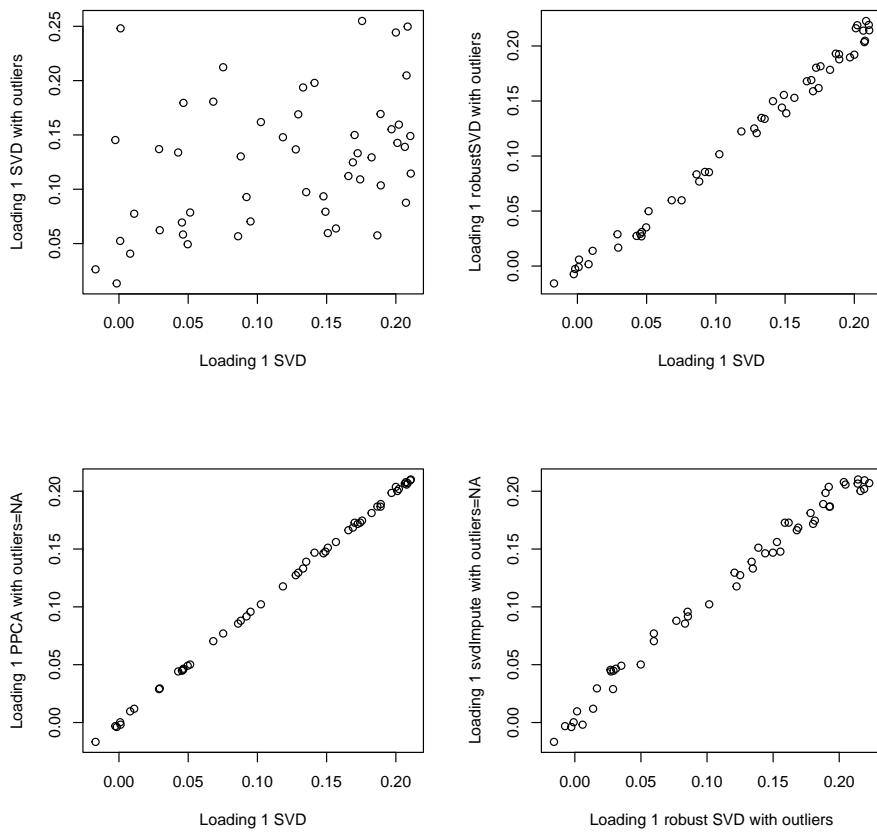 0.25
0.20
0.15
0.10
0.05
Loading 1 SVD with outliers
0.00 0.05 0.10 0.15 0.20
Loading 1 SVD
0.20
0.15
0.10
0.05
0.00
Loading 1 robustSVD with outliers
0.00 0.05 0.10 0.15 0.20
Loading 1 SVD
0.20
0.15
0.10
0.05
0.00
Loading 1 PPCA with outliers=NA
0.00 0.05 0.10 0.15 0.20
Loading 1 SVD
0.20
0.15
0.10
0.05
0.00
Loading 1 svdImpute with outliers=NA
0.00 0.05 0.10 0.15 0.20
Loading 1 robust SVD with outliers